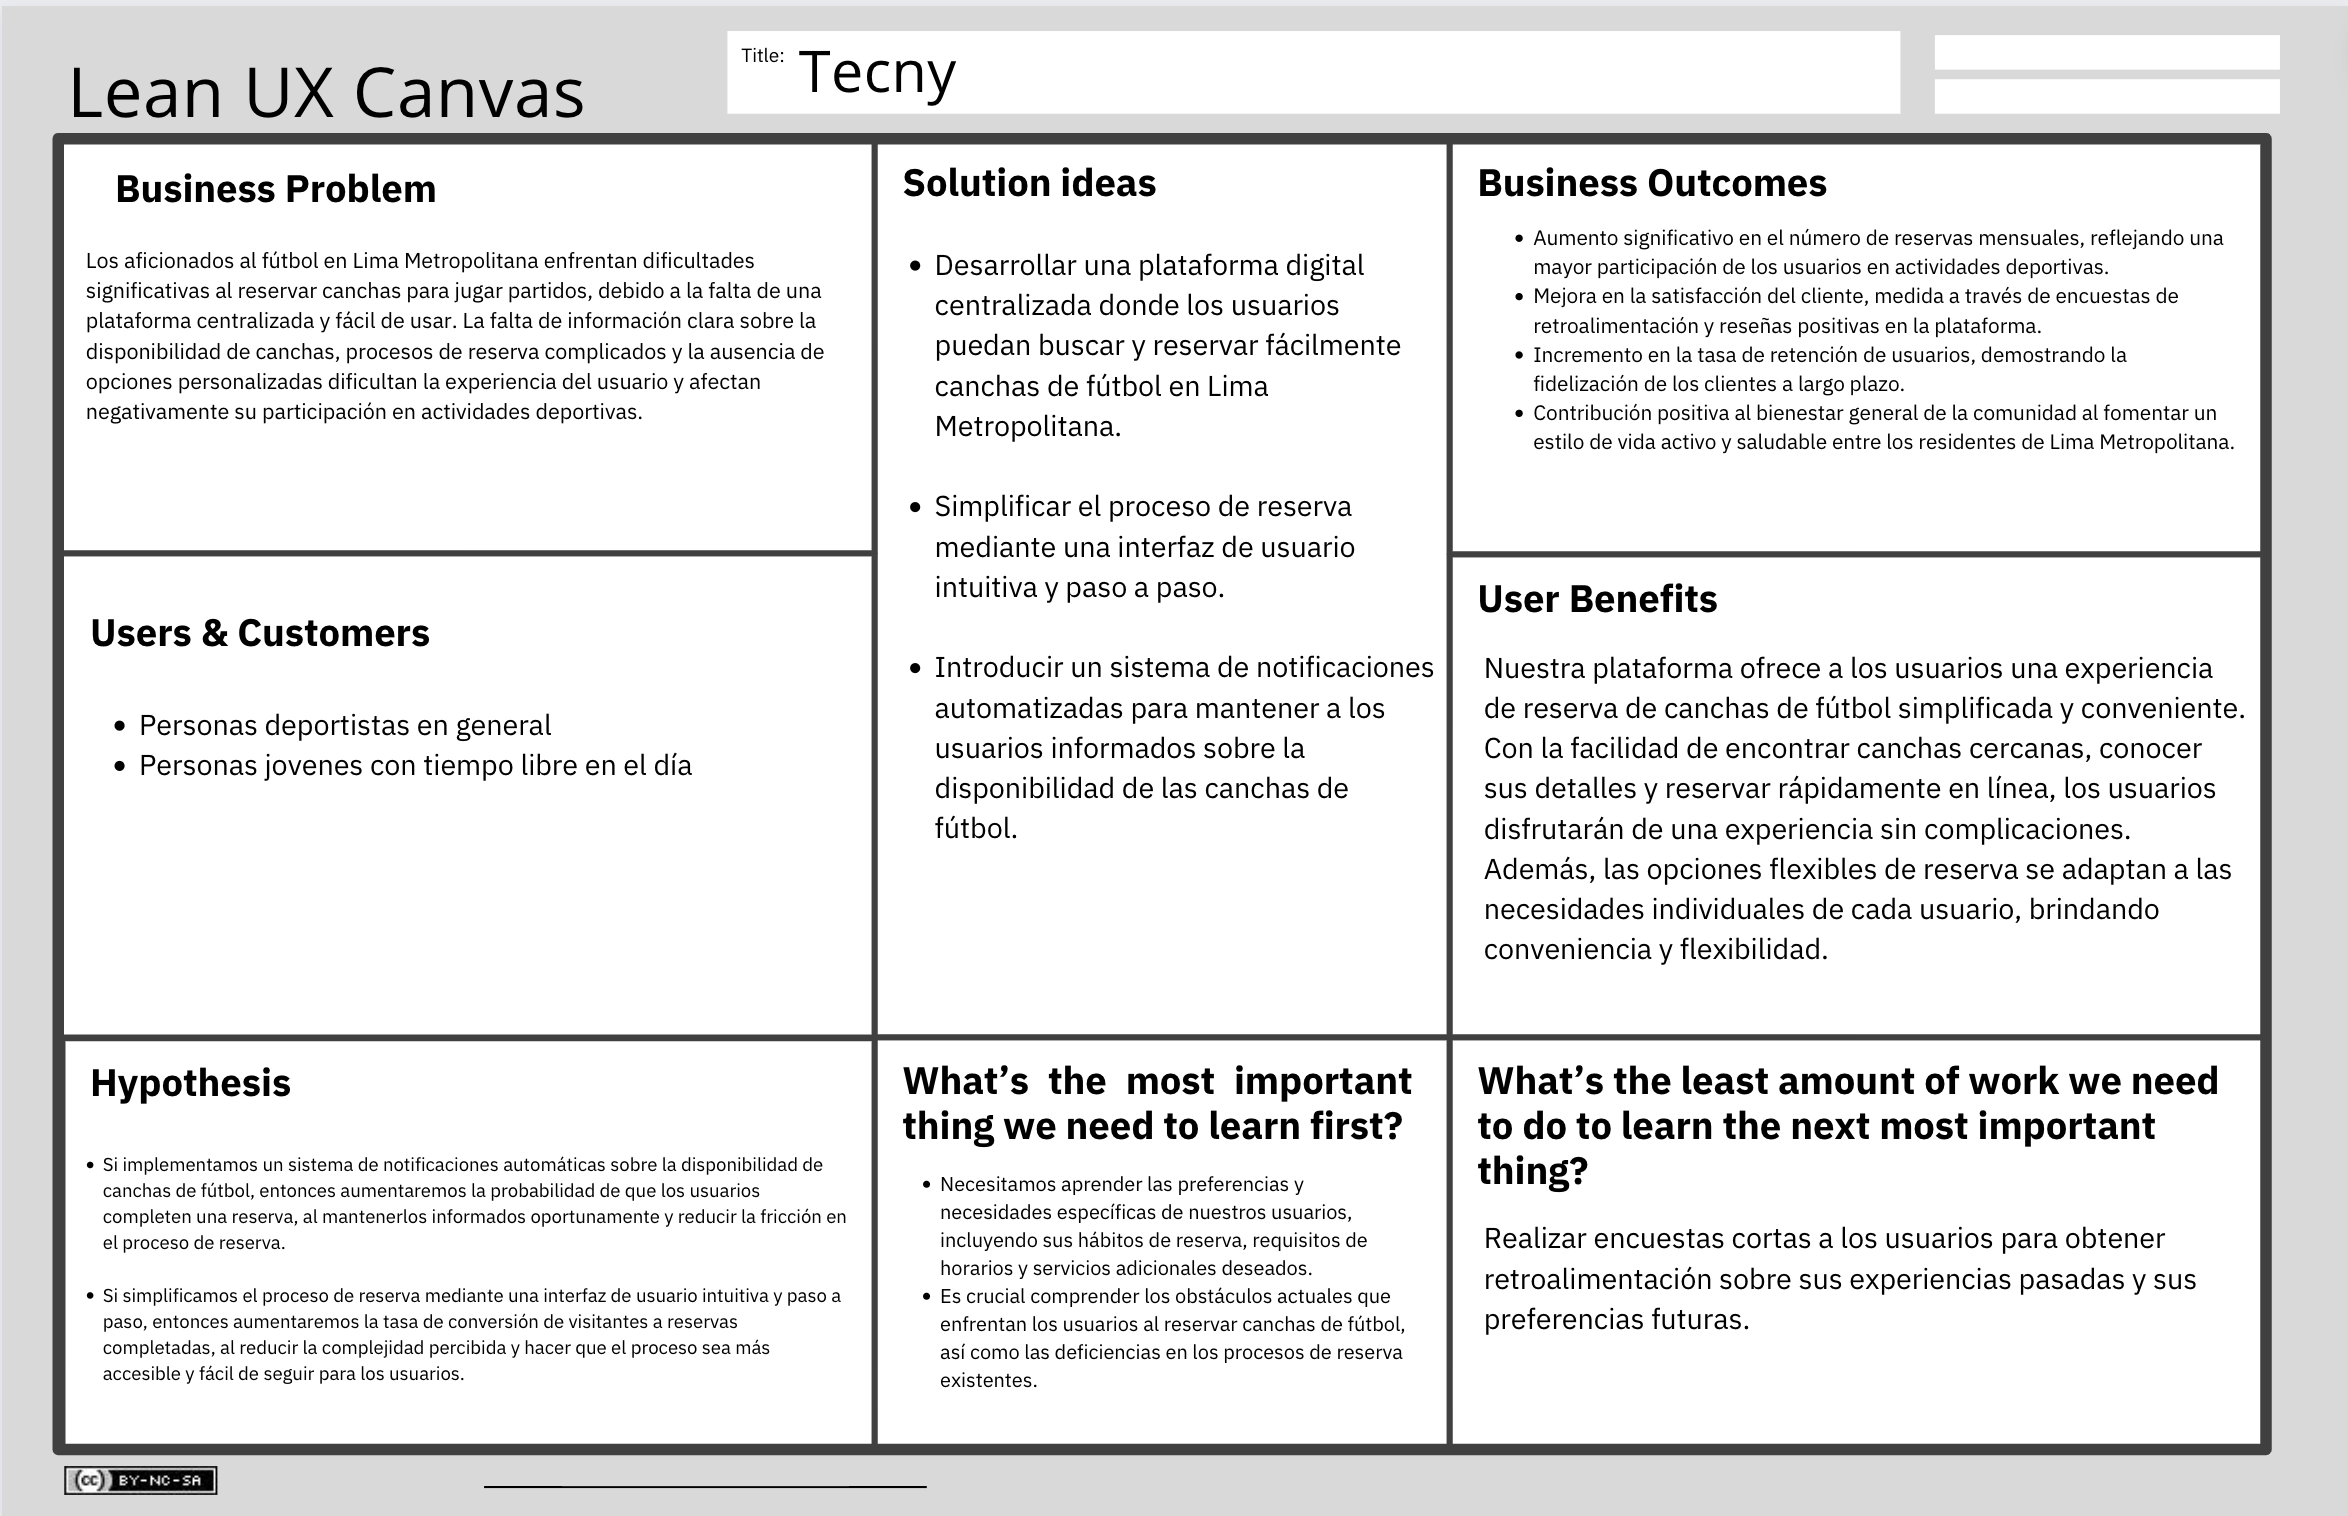 Lean UX Canvas
Title: Tecny
Business Problem
Los aficionados al fútbol en Lima Metropolitana enfrentan dificultades
significativas al reservar canchas para jugar partidos, debido a la falta de una
plataforma centralizada y fácil de usar. La falta de información clara sobre la
disponibilidad de canchas, procesos de reserva complicados y la ausencia de
opciones personalizadas dificultan la experiencia del usuario y afectan
negativamente su participación en actividades deportivas.
Users & Customers
• Personas deportistas en general
• Personas jovenes con tiempo libre en el día
Solution ideas
• Desarrollar una plataforma digital
centralizada donde los usuarios
puedan buscar y reservar fácilmente
canchas de fútbol en Lima
Metropolitana.
• Simplificar el proceso de reserva
mediante una interfaz de usuario
intuitiva y paso a paso.
• Introducir un sistema de notificaciones
automatizadas para mantener a los
usuarios informados sobre la
disponibilidad de las canchas de
fútbol.
Business Outcomes
• Aumento significativo en el número de reservas mensuales, reflejando una
mayor participación de los usuarios en actividades deportivas.
• Mejora en la satisfacción del cliente, medida a través de encuestas de
retroalimentación y reseñas positivas en la plataforma.
• Incremento en la tasa de retención de usuarios, demostrando la
fidelización de los clientes a largo plazo.
• Contribución positiva al bienestar general de la comunidad al fomentar un
estilo de vida activo y saludable entre los residentes de Lima Metropolitana.
User Benefits
Nuestra plataforma ofrece a los usuarios una experiencia
de reserva de canchas de fútbol simplificada y conveniente.
Con la facilidad de encontrar canchas cercanas, conocer
sus detalles y reservar rápidamente en línea, los usuarios
disfrutarán de una experiencia sin complicaciones.
Además, las opciones flexibles de reserva se adaptan a las
necesidades individuales de cada usuario, brindando
conveniencia y flexibilidad.
Hypothesis
• Si implementamos un sistema de notificaciones automáticas sobre la disponibilidad de
canchas de fútbol, entonces aumentaremos la probabilidad de que los usuarios
completen una reserva, al mantenerlos informados oportunamente y reducir la fricción en
el proceso de reserva.
• Si simplificamos el proceso de reserva mediante una interfaz de usuario intuitiva y paso a
paso, entonces aumentaremos la tasa de conversión de visitantes a reservas
completadas, al reducir la complejidad percibida y hacer que el proceso sea más
accesible y fácil de seguir para los usuarios.
What’s the most important
thing we need to learn first?
• Necesitamos aprender las preferencias y
necesidades específicas de nuestros usuarios,
incluyendo sus hábitos de reserva, requisitos de
horarios y servicios adicionales deseados.
• Es crucial comprender los obstáculos actuales que
enfrentan los usuarios al reservar canchas de fútbol,
así como las deficiencias en los procesos de reserva
existentes.
What’s the least amount of work we need
to do to learn the next most important
thing?
Realizar encuestas cortas a los usuarios para obtener
retroalimentación sobre sus experiencias pasadas y sus
preferencias futuras.
(cc) BY-NC-SA